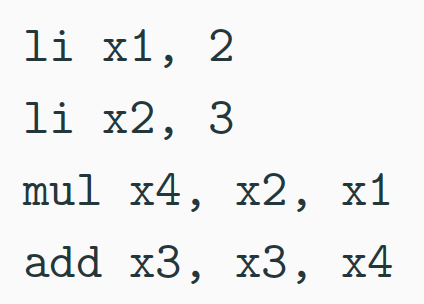 li x1, 2
li x2, 3
mul x4, x2, x1
add x3, x3, x4